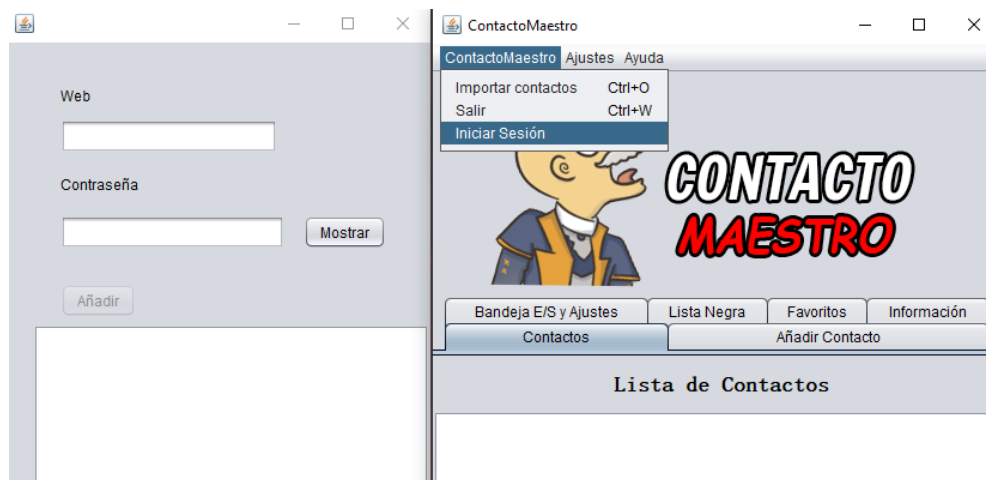 Web
Contraseña
Mostrar
Añadir
ContactoMaestro
ContactoMaestro Ajustes Ayuda
Importar contactos Ctrl+O
Salir Ctrl+W
Iniciar Sesión
CONTACTO
MAESTRO
Bandeja E/S y Ajustes Lista Negra Favoritos Información
Contactos Añadir Contacto
Lista de Contactos